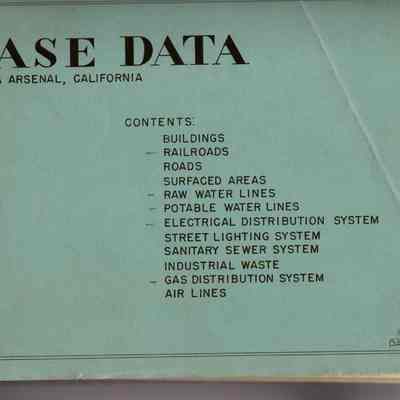 ASE DATA
ARSENAL, CALIFORNIA
CONTENTS:
BUILDINGS
– RAILROADS
ROADS
SURFACED AREAS
– RAW WATER LINES
– POTABLE WATER LINES
– ELECTRICAL DISTRIBUTION SYSTEM
STREET LIGHTING SYSTEM
SANITARY SEWER SYSTEM
INDUSTRIAL WASTE
– GAS DISTRIBUTION SYSTEM
AIR LINES